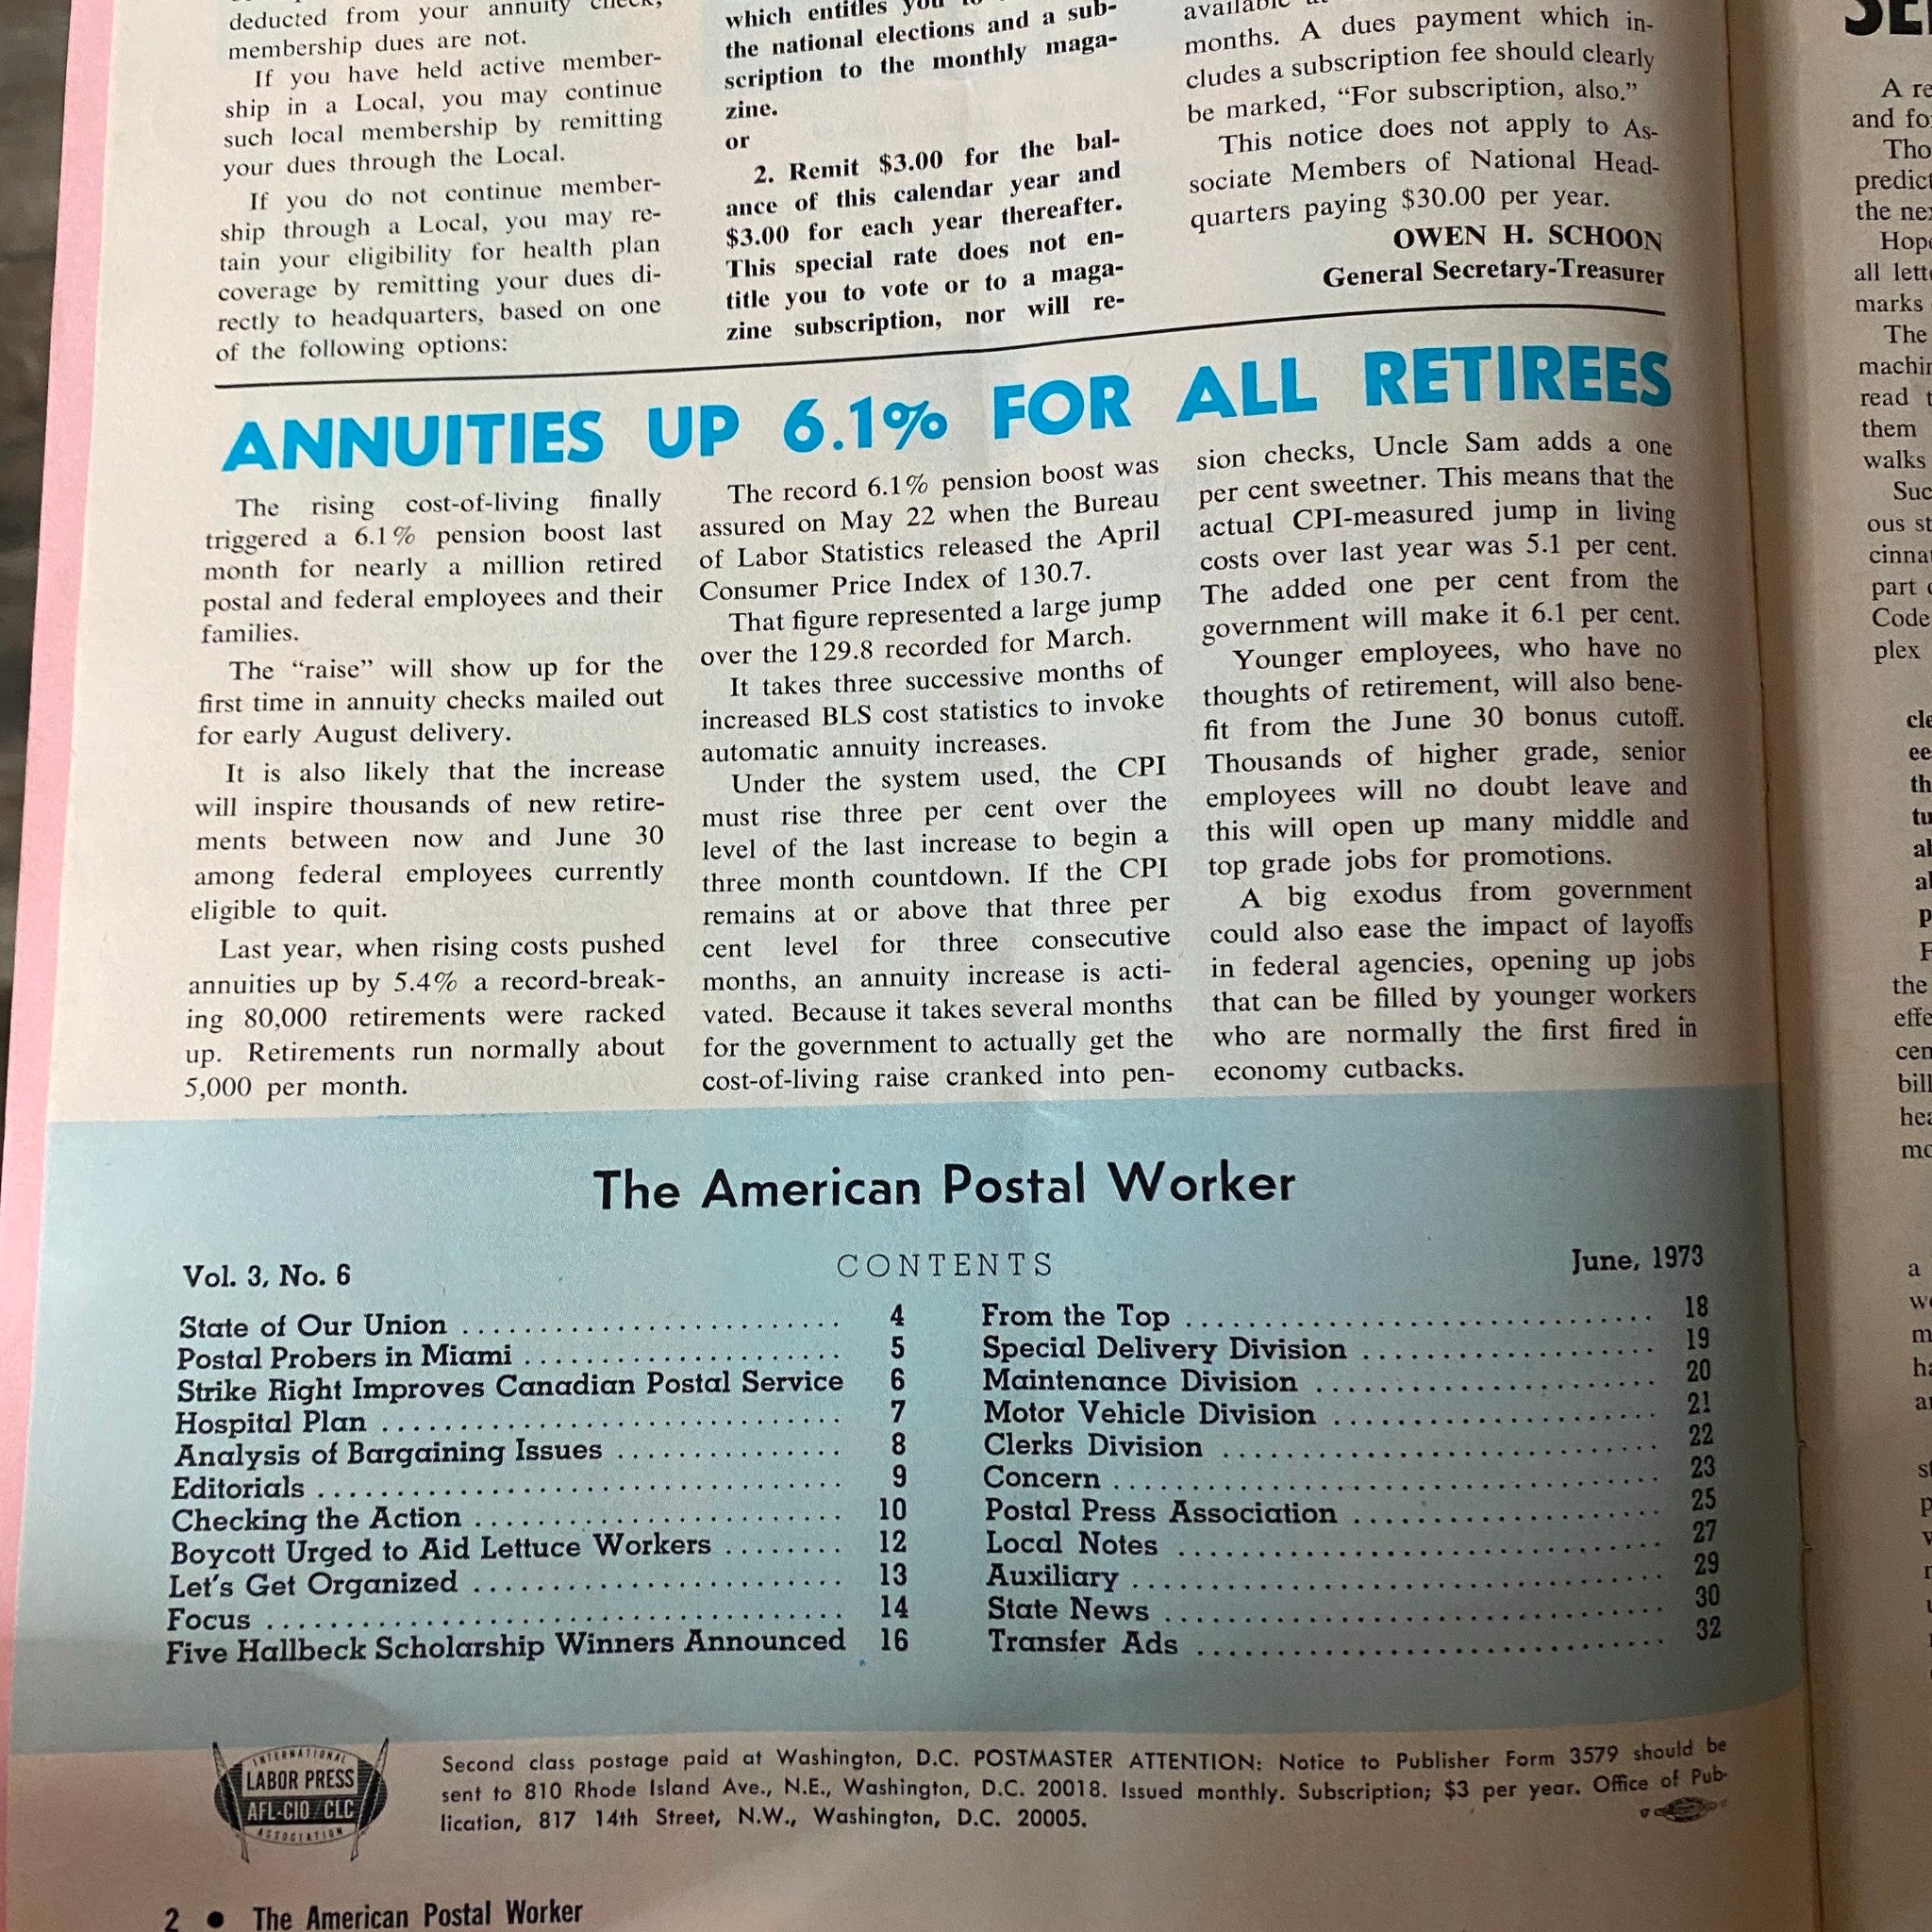 deducted from your annuity check,
membership dues are not.
If you have held active member-
ship in a Local, you may continue
such local membership by remitting
your dues through the Local.
If you do not continue member-
ship through a Local, you may re-
tain your eligibility for health plan
coverage by remitting your dues di-
rectly to headquarters, based on one
of the following options:
which entitles you
the national elections and a sub-
scription to the monthly maga-
zine.
or
2. Remit $3.00 for the bal-
ance of this calendar year and
$3.00 for each year thereafter.
This special rate does not en-
title you to vote or to a maga-
zine subscription, nor will re-
available
months. A dues payment which in-
cludes a subscription fee should clearly
be marked, “For subscription, also.”
This notice does not apply to As-
sociate Members of National Head-
quarters paying $30.00 per year.
OWEN H. SCHOON
General Secretary-Treasurer
ANNUITIES UP 6.1% FOR ALL RETIREES
The rising cost-of-living finally
triggered a 6.1% pension boost last
month for nearly a million retired
postal and federal employees and their
families.
The “raise” will show up for the
first time in annuity checks mailed out
for early August delivery.
It is also likely that the increase
will inspire thousands of new retire-
ments between now and June 30
among federal employees currently
eligible to quit.
Last year, when rising costs pushed
annuities up by 5.4% a record-break-
ing 80,000 retirements were racked
up. Retirements run normally about
5,000 per month.
The record 6.1% pension boost was
assured on May 22 when the Bureau
of Labor Statistics released the April
Consumer Price Index of 130.7.
That figure represented a large jump
over the 129.8 recorded for March.
It takes three successive months of
increased BLS cost statistics to invoke
automatic annuity increases.
Under the system used, the CPI
must rise three per cent over the
level of the last increase to begin a
three month countdown. If the CPI
remains at or above that three per
cent level for three consecutive
months, an annuity increase is acti-
vated. Because it takes several months
for the government to actually get the
cost-of-living raise cranked into pen-
sion checks, Uncle Sam adds a one
per cent sweetner. This means that the
actual CPI-measured jump in living
costs over last year was 5.1 per cent.
The added one per cent from the
government will make it 6.1 per cent.
Younger employees, who have no
thoughts of retirement, will also bene-
fit from the June 30 bonus cutoff.
Thousands of higher grade, senior
employees will no doubt leave and
this will open up many middle and
top grade jobs for promotions.
A big exodus from government
could also ease the impact of layoffs
in federal agencies, opening up jobs
that can be filled by younger workers
who are normally the first fired in
economy cutbacks.
The American Postal Worker
Vol. 3, No. 6
CONTENTS
June, 1973
State of Our Union ........................ 4
Postal Probers in Miami .................... 5
Strike Right Improves Canadian Postal Service 6
Hospital Plan ............................. 7
Analysis of Bargaining Issues .............. 8
Editorials ................................ 9
Checking the Action ....................... 10
Boycott Urged to Aid Lettuce Workers ........ 12
Let's Get Organized ....................... 13
Focus .................................... 14
Five Hallbeck Scholarship Winners Announced 16
From the Top .............................. 18
Special Delivery Division ................... 19
Maintenance Division ...................... 20
Motor Vehicle Division ..................... 21
Clerks Division ............................ 22
Concern ................................... 23
Postal Press Association .................... 25
Local Notes ............................... 27
Auxiliary .................................. 29
State News ................................ 30
Transfer Ads .............................. 32
INTERNATIONAL
LABOR PRESS
AFL-CIO / CLC
ASSOCIATION
Second class postage paid at Washington, D.C. POSTMASTER ATTENTION: Notice to Publisher Form 3579 should be
sent to 810 Rhode Island Ave., N.E., Washington, D.C. 20018. Issued monthly. Subscription; $3 per year. Office of Pub-
lication, 817 14th Street, N.W., Washington, D.C. 20005.
2 ● The American Postal Worker
A re
and fo
Tho
predict
the ne
Hope
all lett
marks
The
machin
read t
them
walks
Suc
ous st
cinna
part
Code
plex